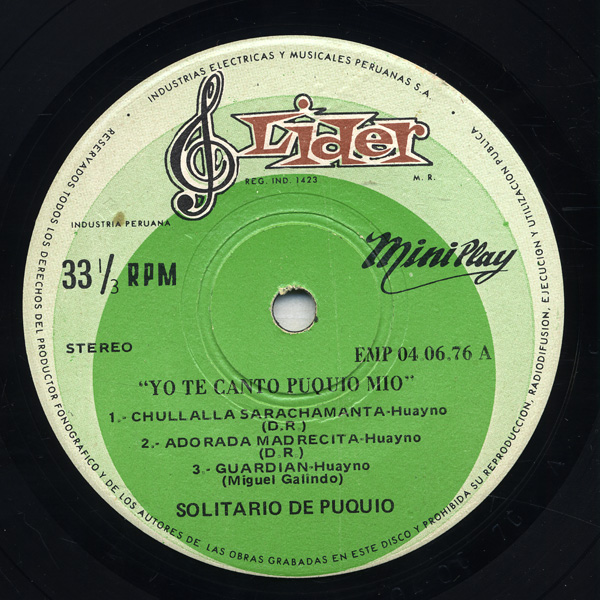 INDUSTRIAS ELECTRICAS Y MUSICALES PERUANAS S.A.
Lider
REG. IND. 1423
M. R.
INDUSTRIA PERUANA
33 1/3 RPM
MiniPlay
STEREO
EMP 04.06.76 A
"YO TE CANTO PUQUIO MIO"
1.- CHULLALLA SARACHAMANTA-Huayno
(D.R)
2.- ADORADA MADRECITA-Huayno
(D.R)
3.- GUARDIAN-Huayno
(Miguel Galindo)
SOLITARIO DE PUQUIO
RESERVADOS TODOS LOS DERECHOS DEL PRODUCTOR FONOGRAFICO Y DE LOS AUTORES DE LAS OBRAS GRABADAS EN ESTE DISCO Y PROHIBIDA SU REPRODUCCION, RADIODIFUSION, EJECUCION Y UTILIZACION PUBLICA